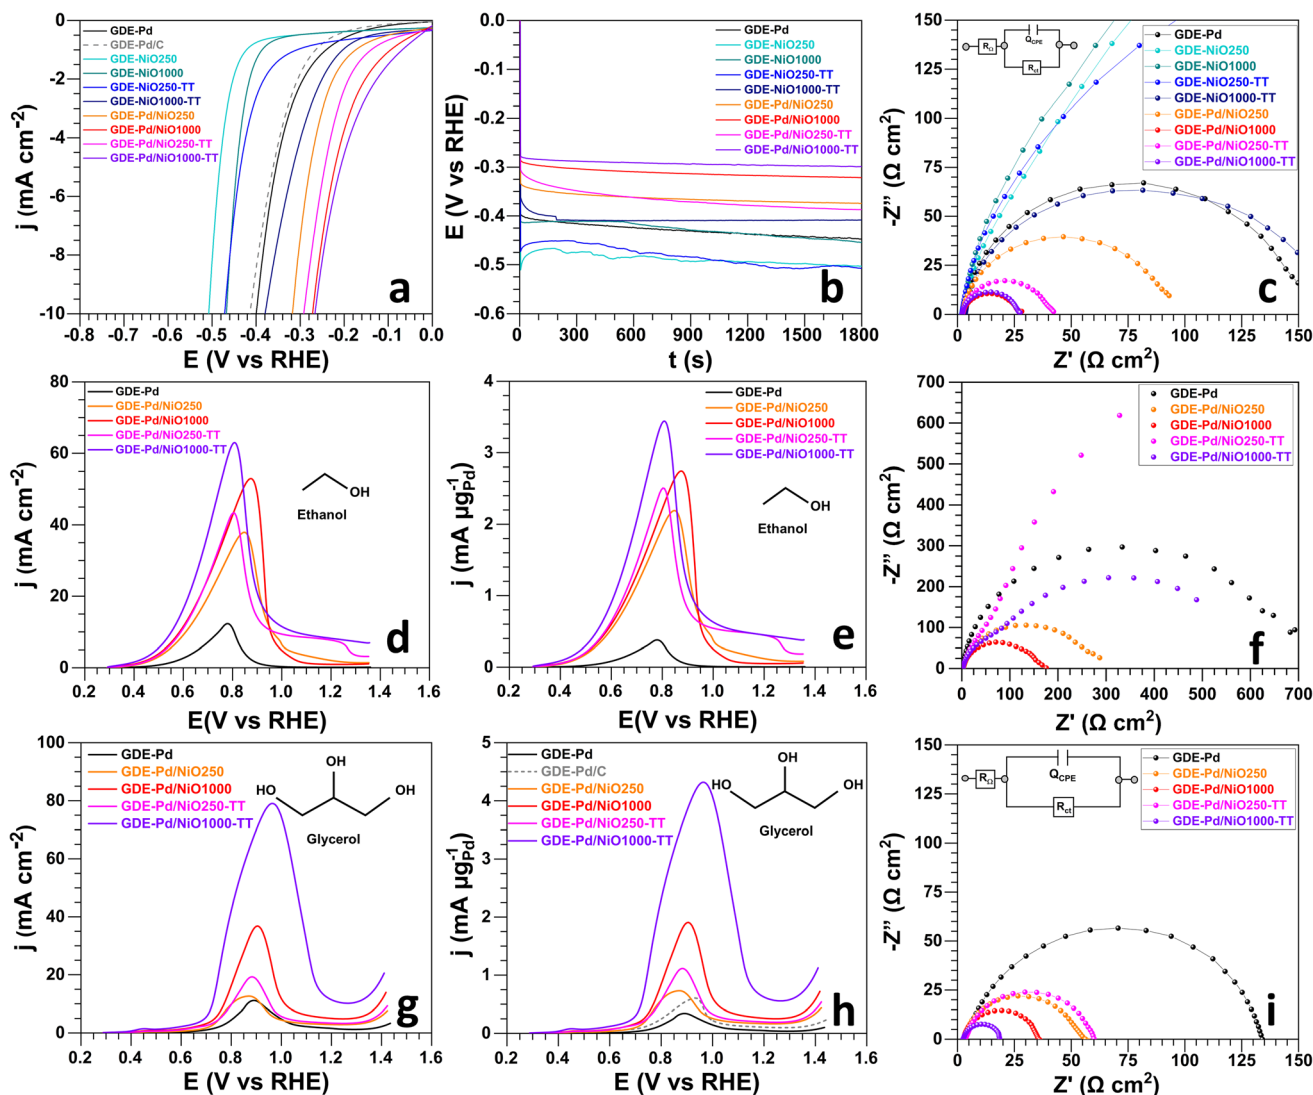 GDE-Pd
GDE-Pd/C
GDE-NiO250
GDE-NiO1000
GDE-NiO250-TT
GDE-NiO1000-TT
GDE-Pd/NiO250
GDE-Pd/NiO1000
GDE-Pd/NiO250-TT
GDE-Pd/NiO1000-TT
0
-2
-4
-6
-8
-10
j (mA cm⁻²)
a
-0.8 -0.7 -0.6 -0.5 -0.4 -0.3 -0.2 -0.1 0.0
E (V vs RHE)
GDE-Pd
GDE-NiO250
GDE-NiO1000
GDE-NiO250-TT
GDE-NiO1000-TT
GDE-Pd/NiO250
GDE-Pd/NiO1000
GDE-Pd/NiO250-TT
GDE-Pd/NiO1000-TT
0.0
-0.1
-0.2
-0.3
-0.4
-0.5
-0.6
E (V vs RHE)
b
0 300 600 900 1200 1500 1800
t (s)
R_Ω
Q_CPE
R_ct
GDE-Pd
GDE-NiO250
GDE-NiO1000
GDE-NiO250-TT
GDE-NiO1000-TT
GDE-Pd/NiO250
GDE-Pd/NiO1000
GDE-Pd/NiO250-TT
GDE-Pd/NiO1000-TT
150
125
100
75
50
25
0
-Z'' (Ω cm²)
c
0 25 50 75 100 125 150
Z' (Ω cm²)
GDE-Pd
GDE-Pd/NiO250
GDE-Pd/NiO1000
GDE-Pd/NiO250-TT
GDE-Pd/NiO1000-TT
OH
Ethanol
80
60
40
20
0
j (mA cm⁻²)
d
0.2 0.4 0.6 0.8 1.0 1.2 1.4 1.6
E(V vs RHE)
GDE-Pd
GDE-Pd/NiO250
GDE-Pd/NiO1000
GDE-Pd/NiO250-TT
GDE-Pd/NiO1000-TT
OH
Ethanol
4
3
2
1
0
j (mA µg⁻¹Pd)
e
0.2 0.4 0.6 0.8 1.0 1.2 1.4 1.6
E(V vs RHE)
GDE-Pd
GDE-Pd/NiO250
GDE-Pd/NiO1000
GDE-Pd/NiO250-TT
GDE-Pd/NiO1000-TT
700
600
500
400
300
200
100
0
-Z'' (Ω cm²)
f
0 100 200 300 400 500 600 700
Z' (Ω cm²)
GDE-Pd
GDE-Pd/NiO250
GDE-Pd/NiO1000
GDE-Pd/NiO250-TT
GDE-Pd/NiO1000-TT
OH
HO
OH
Glycerol
100
80
60
40
20
0
j (mA cm⁻²)
g
0.2 0.4 0.6 0.8 1.0 1.2 1.4 1.6
E (V vs RHE)
GDE-Pd
GDE-Pd/C
GDE-Pd/NiO250
GDE-Pd/NiO1000
GDE-Pd/NiO250-TT
GDE-Pd/NiO1000-TT
OH
HO
OH
Glycerol
5
4
3
2
1
0
j (mA µg⁻¹Pd)
h
0.2 0.4 0.6 0.8 1.0 1.2 1.4 1.6
E (V vs RHE)
R_Ω
Q_CPE
R_ct
GDE-Pd
GDE-Pd/NiO250
GDE-Pd/NiO1000
GDE-Pd/NiO250-TT
GDE-Pd/NiO1000-TT
150
125
100
75
50
25
0
-Z'' (Ω cm²)
i
0 25 50 75 100 125 150
Z' (Ω cm²)